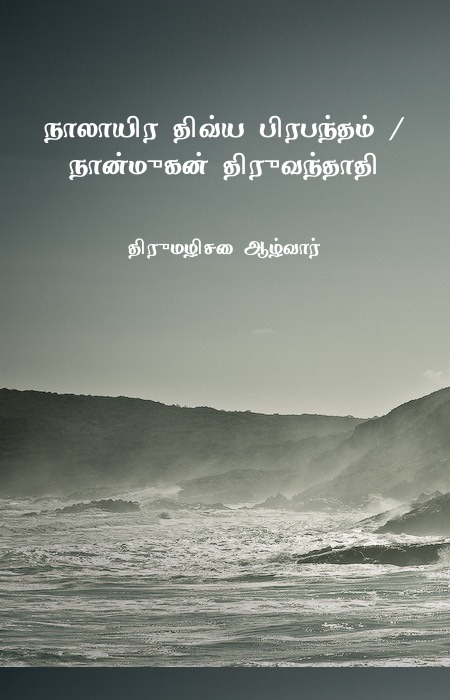 நாலாயிர திவ்ய பிரபந்தம் /
நான்முகன் திருவந்தாதி
திருமழிசை ஆழ்வார்